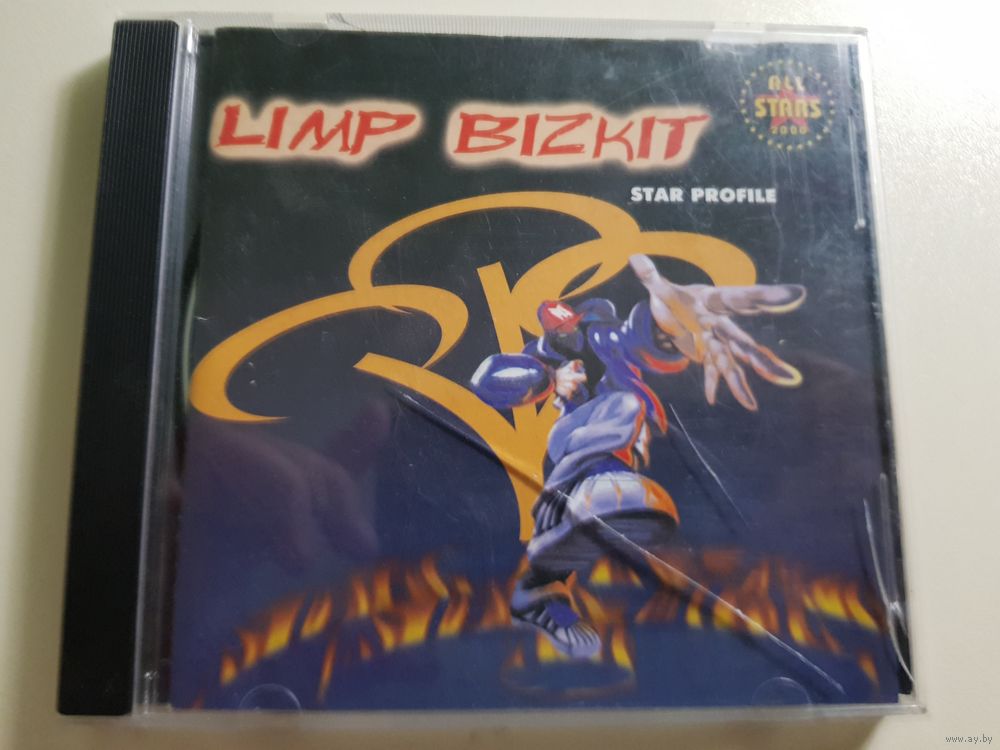 LIMP BIZKIT
ALL
STARS
2000
STAR PROFILE
www.ay.by